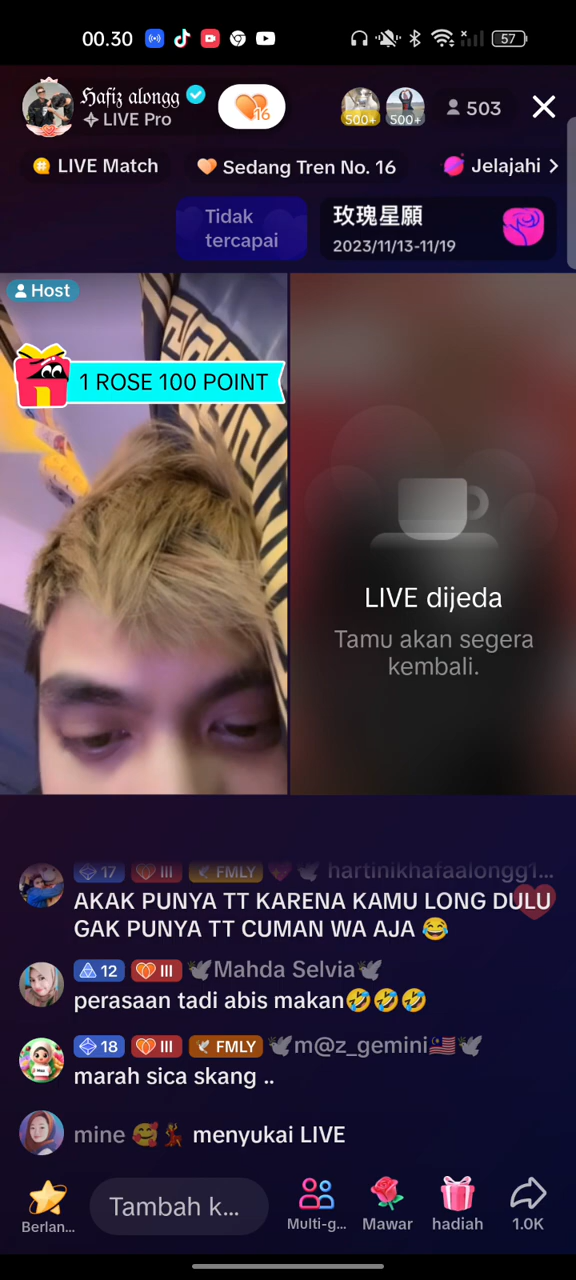 00.30
57
Hafiz alongg
LIVE Pro
16
500+
500+
503
LIVE Match
Sedang Tren No. 16
Jelajahi
Tidak
tercapai
玫瑰星願
2023/11/13-11/19
Host
1 ROSE 100 POINT
LIVE dijeda
Tamu akan segera
kembali.
17 III FMLY hartinikhafaalongg1...
AKAK PUNYA TT KARENA KAMU LONG DULU
GAK PUNYA TT CUMAN WA AJA 😂
12 III 🕊Mahda Selvia🕊
perasaan tadi abis makan🤣🤣🤣
18 III FMLY 🕊m@z_gemini🇲🇾🕊
marah sica skang ..
mine 🥰💃 menyukai LIVE
Berlan...
Tambah k...
Multi-g...
Mawar
hadiah
1.0K